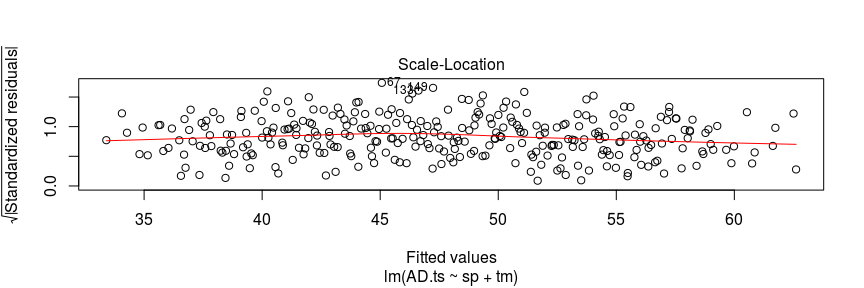 Scale-Location
√|Standardized residuals|
0.0
1.0
67
133
149
35
40
45
50
55
60
Fitted values
lm(AD.ts ~ sp + tm)